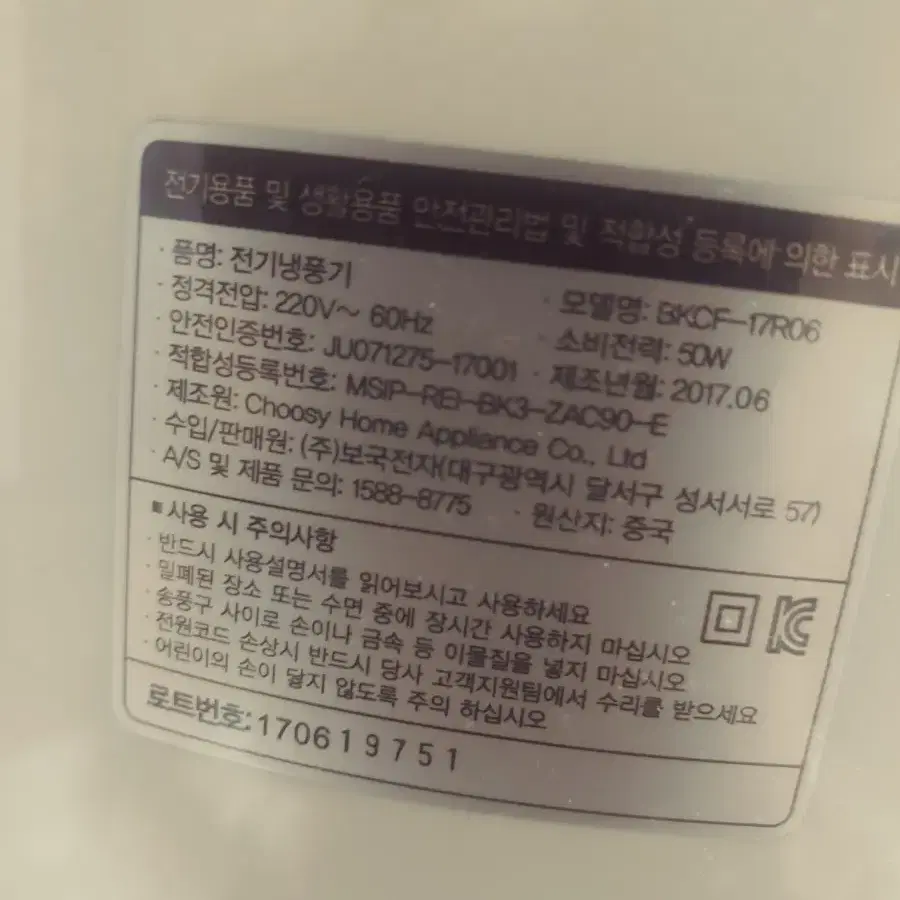 전기용품 및 생활용품 안전관리법 및 적합성 등록에 의한 표시
· 품명: 전기냉풍기 · 모델명: BKCF-17R06
· 정격전압: 220V~ 60Hz · 소비전력: 50W
· 안전인증번호: JU071275-17001 · 제조년월: 2017.06
· 적합성등록번호: MSIP-REI-BK3-ZAC90-E
· 제조원: Choosy Home Appliance Co., Ltd
· 수입/판매원: (주)보국전자(대구광역시 달서구 성서서로 57)
· A/S 및 제품 문의: 1588-8775 · 원산지: 중국
■ 사용 시 주의사항
· 반드시 사용설명서를 읽어보시고 사용하세요
· 밀폐된 장소 또는 수면 중에 장시간 사용하지 마십시오
· 송풍구 사이로 손이나 금속 등 이물질을 넣지 마십시오
· 전원코드 손상시 반드시 당사 고객지원팀에서 수리를 받으세요
· 어린이의 손이 닿지 않도록 주의 하십시오
로트번호: 170619751